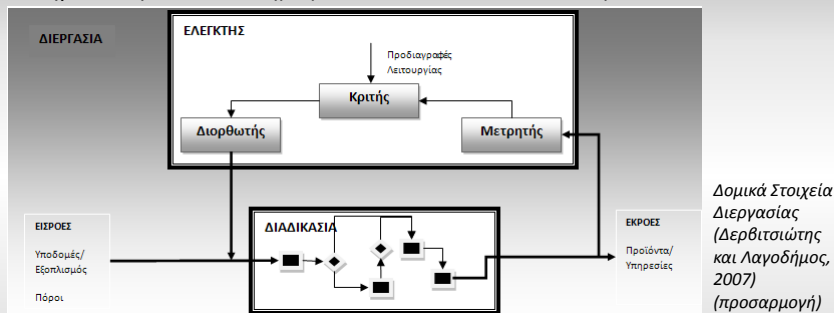 ΔΙΕΡΓΑΣΙΑ
ΕΛΕΓΚΤΗΣ
Προδιαγραφές
Λειτουργίας
Κριτής
Διορθωτής
Μετρητής
ΕΙΣΡΟΕΣ
Υποδομές/
Εξοπλισμός
Πόροι
ΔΙΑΔΙΚΑΣΙΑ
ΕΚΡΟΕΣ
Προϊόντα/
Υπηρεσίες
Δομικά Στοιχεία
Διεργασίας
(Δερβιτσιώτης
και Λαγοδήμος,
2007)
(προσαρμογή)